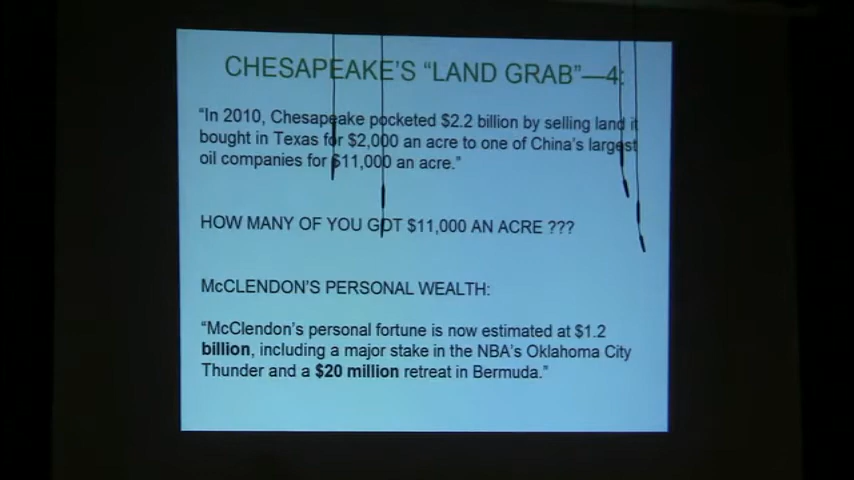 CHESAPEAKE'S “LAND GRAB”—4:
“In 2010, Chesapeake pocketed $2.2 billion by selling land it
bought in Texas for $2,000 an acre to one of China's largest
oil companies for $11,000 an acre.”
HOW MANY OF YOU GOT $11,000 AN ACRE ???
McCLENDON'S PERSONAL WEALTH:
“McClendon's personal fortune is now estimated at $1.2
billion, including a major stake in the NBA's Oklahoma City
Thunder and a $20 million retreat in Bermuda.”